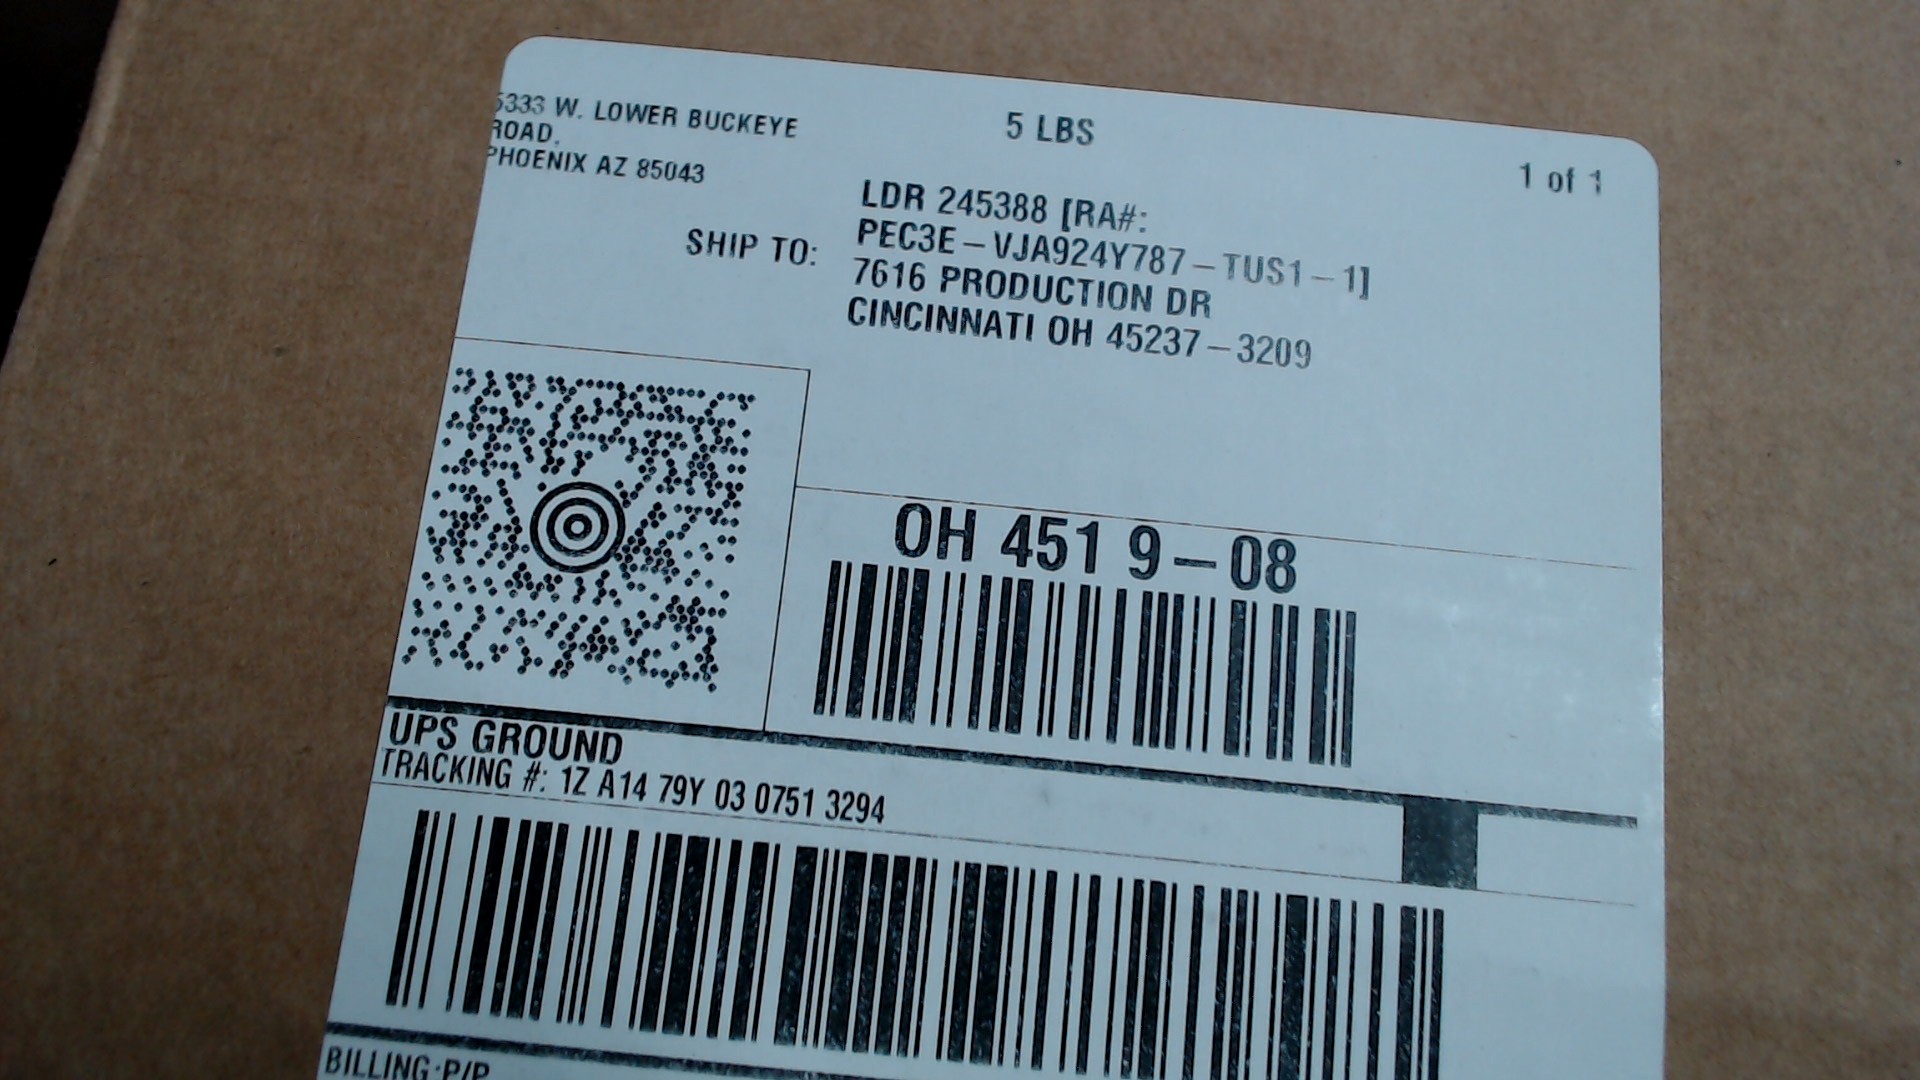 5333 W. LOWER BUCKEYE
ROAD.
PHOENIX AZ 85043
5 LBS
1 of 1
SHIP TO:
LDR 245388 [RA#:
PEC3E-VJA924Y787-TUS1-1]
7616 PRODUCTION DR
CINCINNATI OH 45237-3209
OH 451 9-08
UPS GROUND
TRACKING #: 1Z A14 79Y 03 0751 3294
BILLING: P/P